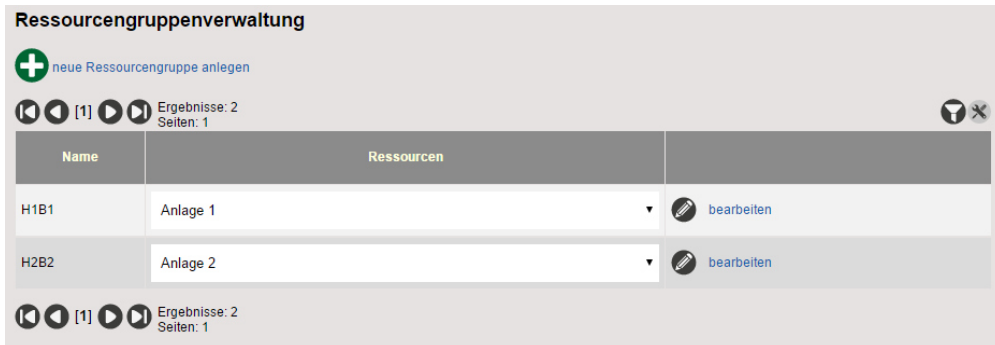 Ressourcengruppenverwaltung
neue Ressourcengruppe anlegen
[1] Ergebnisse: 2
Seiten: 1
Name Ressourcen
H1B1 Anlage 1 bearbeiten
H2B2 Anlage 2 bearbeiten
[1] Ergebnisse: 2
Seiten: 1